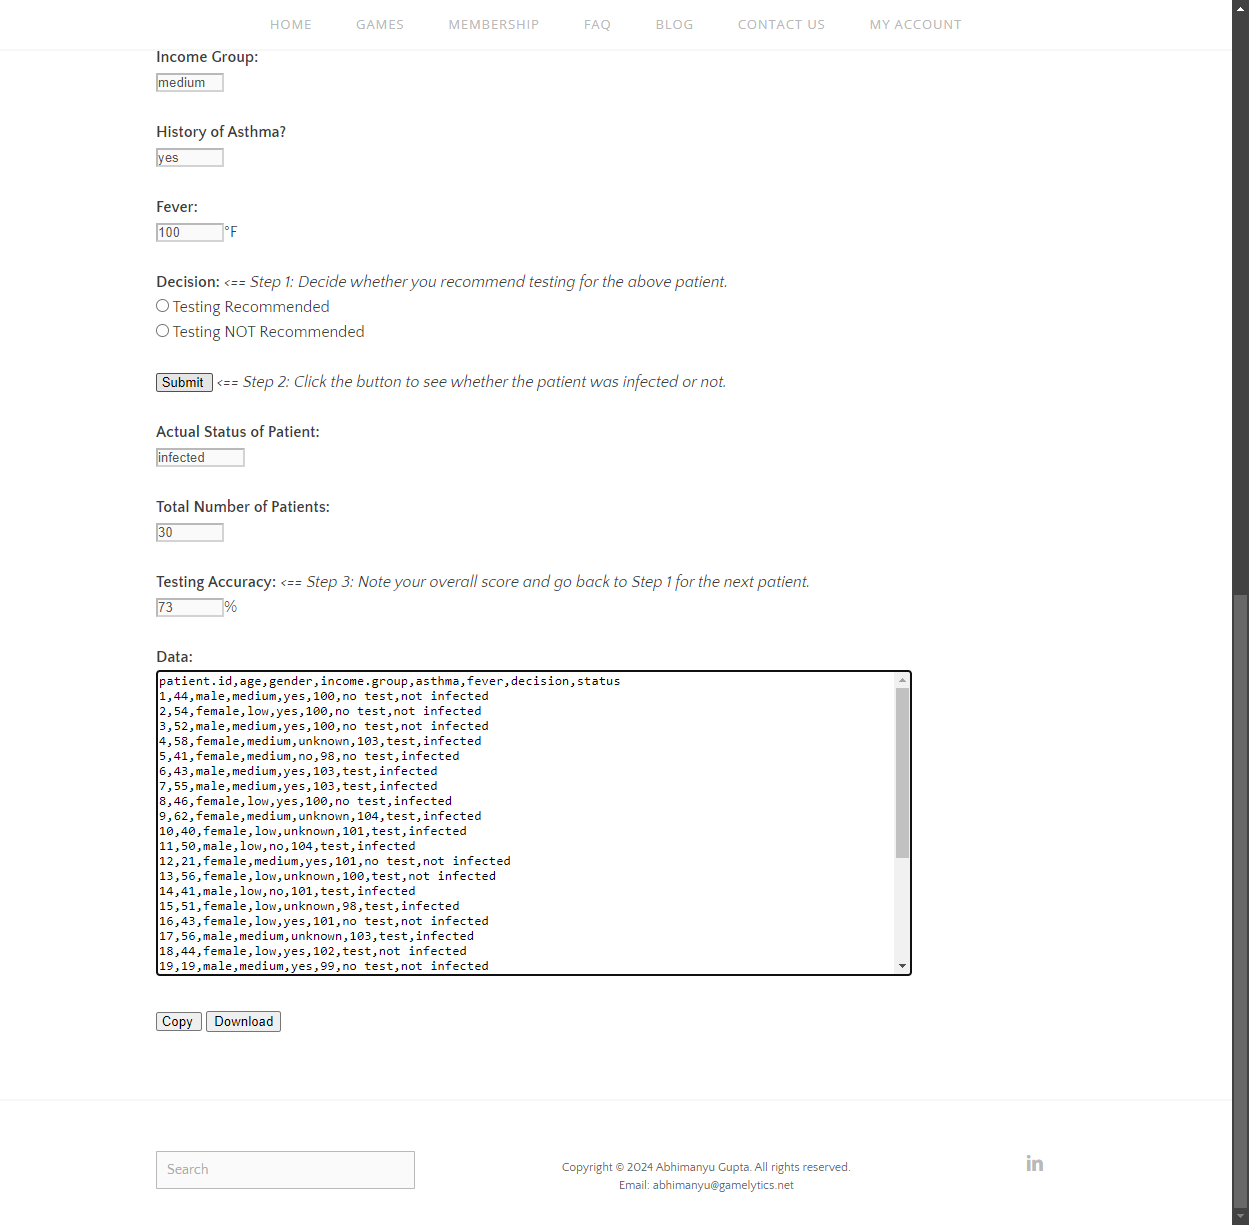 HOME GAMES MEMBERSHIP FAQ BLOG CONTACT US MY ACCOUNT
Income Group:
medium
History of Asthma?
yes
Fever:
100 °F
Decision: <== Step 1: Decide whether you recommend testing for the above patient.
Testing Recommended
Testing NOT Recommended
Submit <== Step 2: Click the button to see whether the patient was infected or not.
Actual Status of Patient:
infected
Total Number of Patients:
30
Testing Accuracy: <== Step 3: Note your overall score and go back to Step 1 for the next patient.
73 %
Data:
patient.id,age,gender,income.group,asthma,fever,decision,status
1,44,male,medium,yes,100,no test,not infected
2,54,female,low,yes,100,no test,not infected
3,52,male,medium,yes,100,no test,not infected
4,58,female,medium,unknown,103,test,infected
5,41,female,medium,no,98,no test,infected
6,43,male,medium,yes,103,test,infected
7,55,male,medium,yes,103,test,infected
8,46,female,low,yes,100,no test,infected
9,62,female,medium,unknown,104,test,infected
10,40,female,low,unknown,101,test,infected
11,50,male,low,no,104,test,infected
12,21,female,medium,yes,101,no test,not infected
13,56,female,low,unknown,100,test,not infected
14,41,male,low,no,101,test,infected
15,51,female,low,unknown,98,test,infected
16,43,female,low,yes,101,no test,not infected
17,56,male,medium,unknown,103,test,infected
18,44,female,low,yes,102,test,not infected
19,19,male,medium,yes,99,no test,not infected
Copy Download
Search
Copyright © 2024 Abhimanyu Gupta. All rights reserved.
Email: abhimanyu@gamelytics.net
in